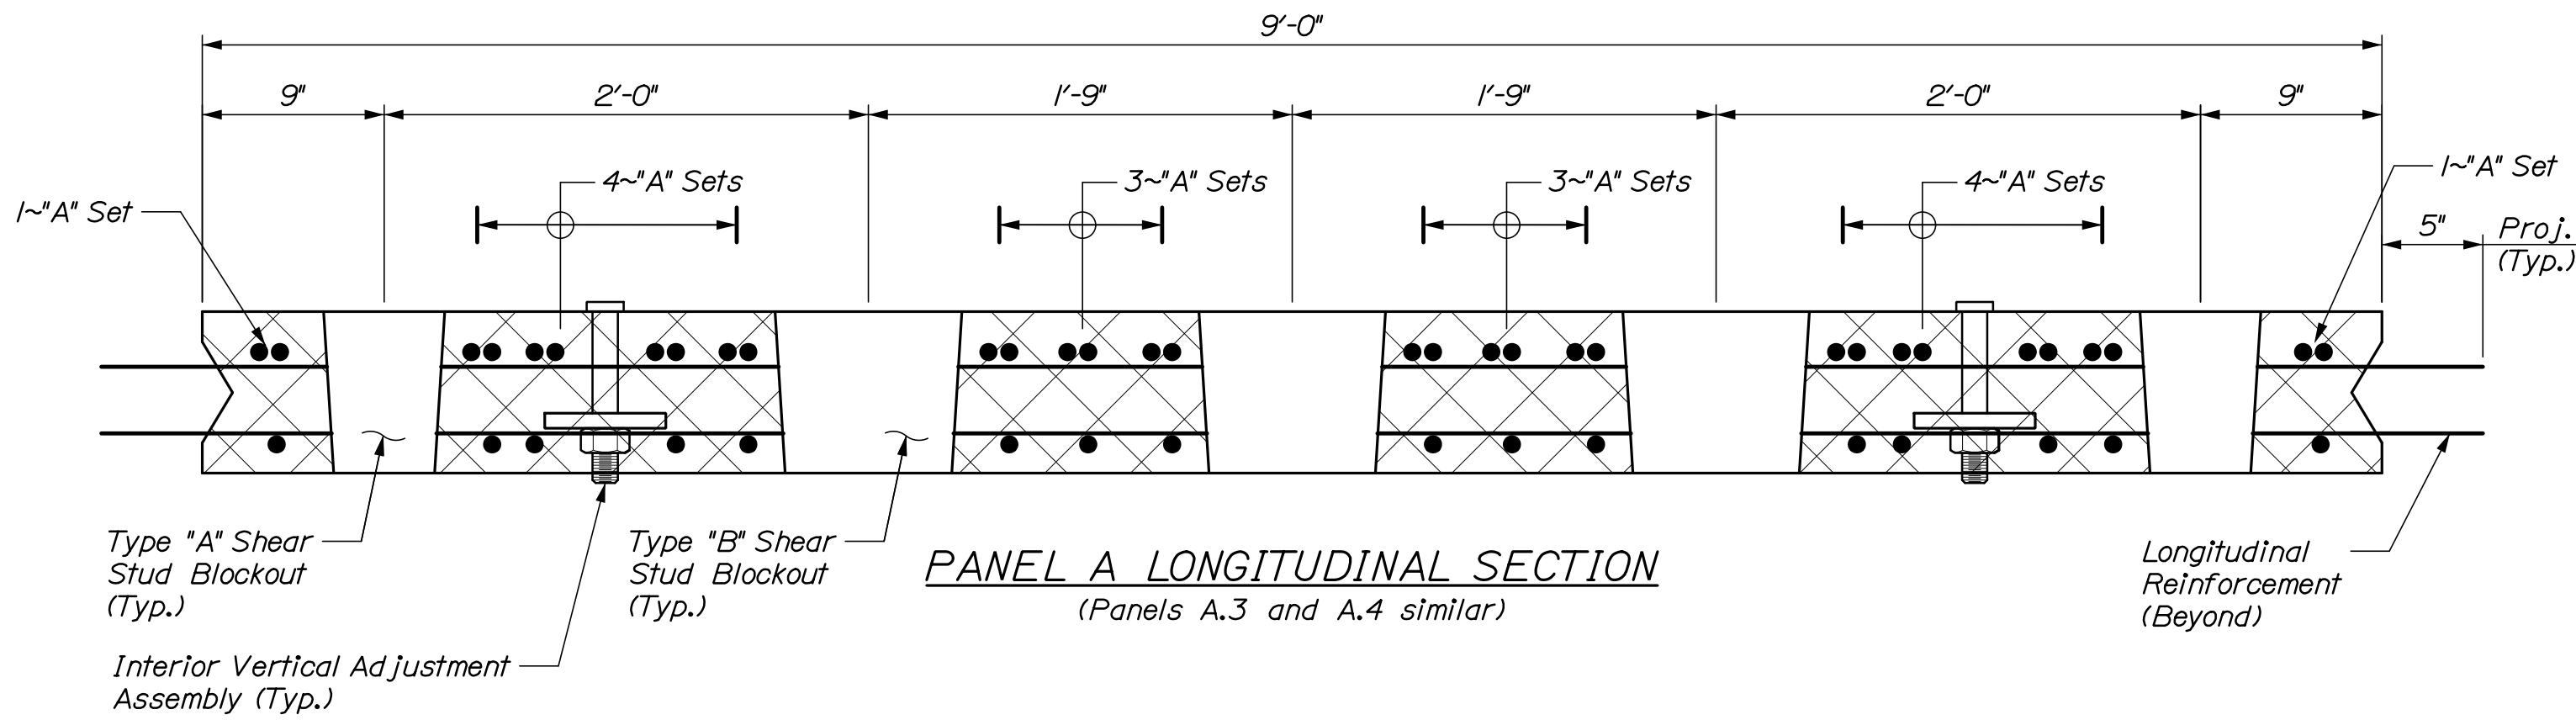 9'-0"
9"
2'-0"
1'-9"
1'-9"
2'-0"
9"
1~"A" Set
4~"A" Sets
3~"A" Sets
3~"A" Sets
4~"A" Sets
1~"A" Set
5"
Proj.
(Typ.)
Type "A" Shear
Stud Blockout
(Typ.)
Type "B" Shear
Stud Blockout
(Typ.)
PANEL A LONGITUDINAL SECTION
(Panels A.3 and A.4 similar)
Longitudinal
Reinforcement
(Beyond)
Interior Vertical Adjustment
Assembly (Typ.)